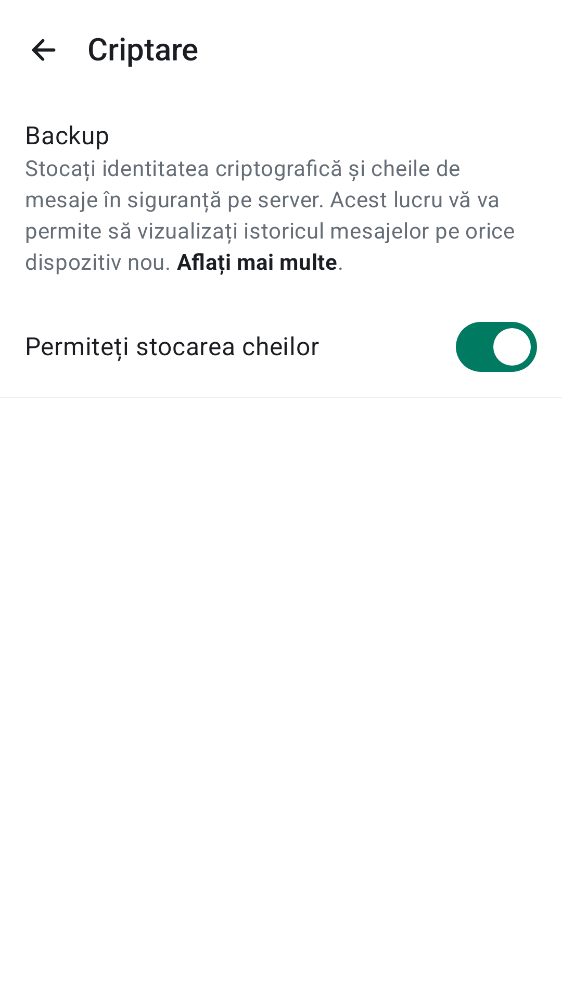 Criptare
Backup
Stocați identitatea criptografică și cheile de
mesaje în siguranță pe server. Acest lucru vă va
permite să vizualizați istoricul mesajelor pe orice
dispozitiv nou. Aflați mai multe.
Permiteți stocarea cheilor